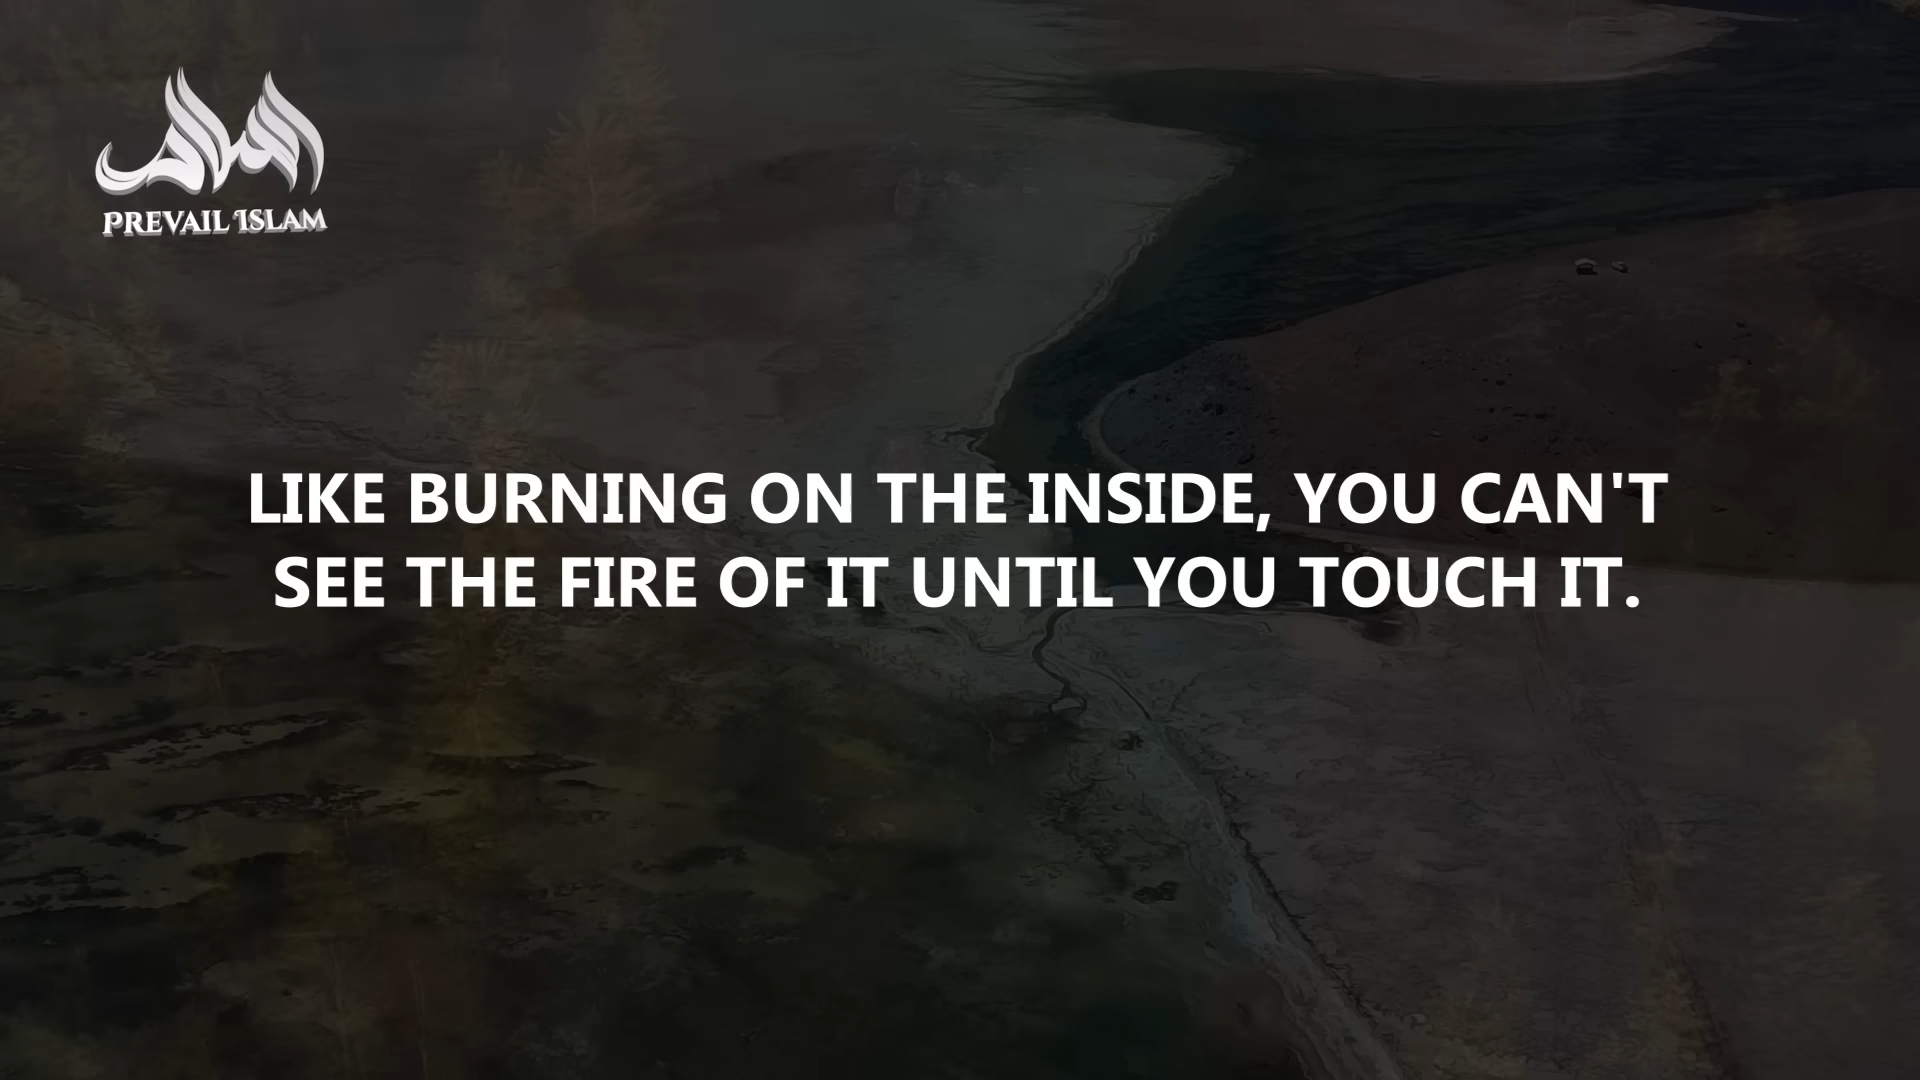 PREVAIL ISLAM
LIKE BURNING ON THE INSIDE, YOU CAN'T
SEE THE FIRE OF IT UNTIL YOU TOUCH IT.